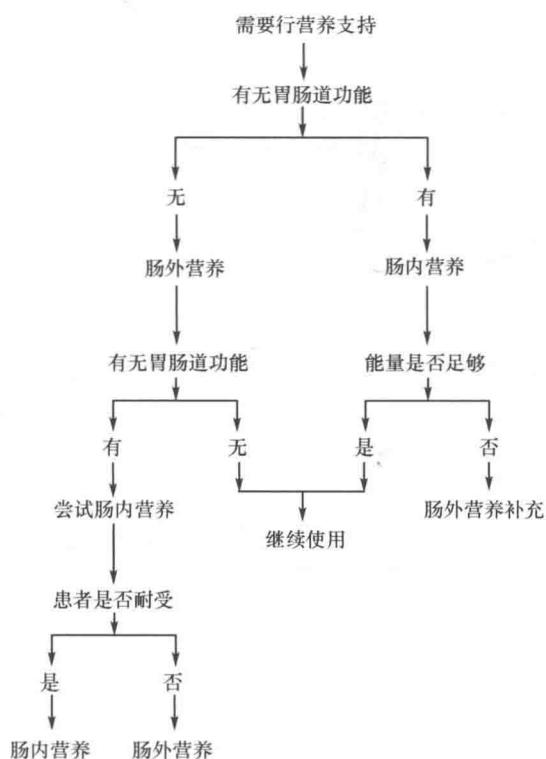 需要行营养支持
有无胃肠道功能
无
有
肠外营养
肠内营养
有无胃肠道功能
能量是否足够
有
无
是
否
尝试肠内营养
肠外营养补充
继续使用
患者是否耐受
是
否
肠内营养
肠外营养